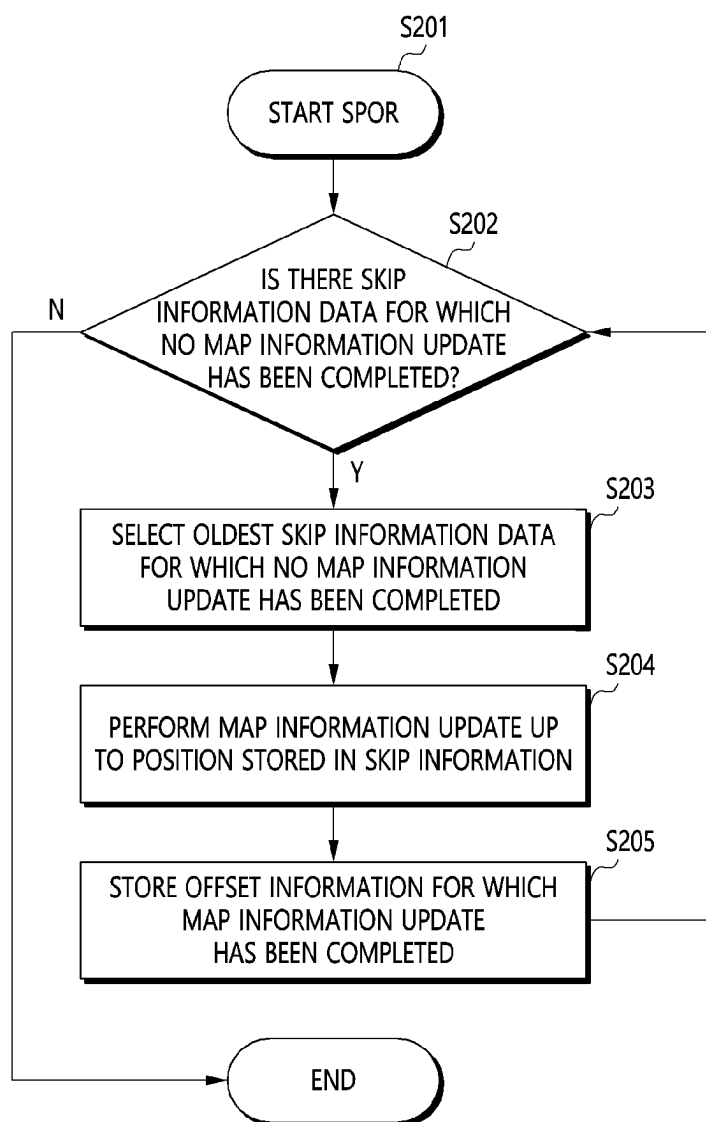 S201
START SPOR
S202
IS THERE SKIP
INFORMATION DATA FOR WHICH
NO MAP INFORMATION UPDATE
HAS BEEN COMPLETED?
N
Y
S203
SELECT OLDEST SKIP INFORMATION DATA
FOR WHICH NO MAP INFORMATION
UPDATE HAS BEEN COMPLETED
S204
PERFORM MAP INFORMATION UPDATE UP
TO POSITION STORED IN SKIP INFORMATION
S205
STORE OFFSET INFORMATION FOR WHICH
MAP INFORMATION UPDATE
HAS BEEN COMPLETED
END